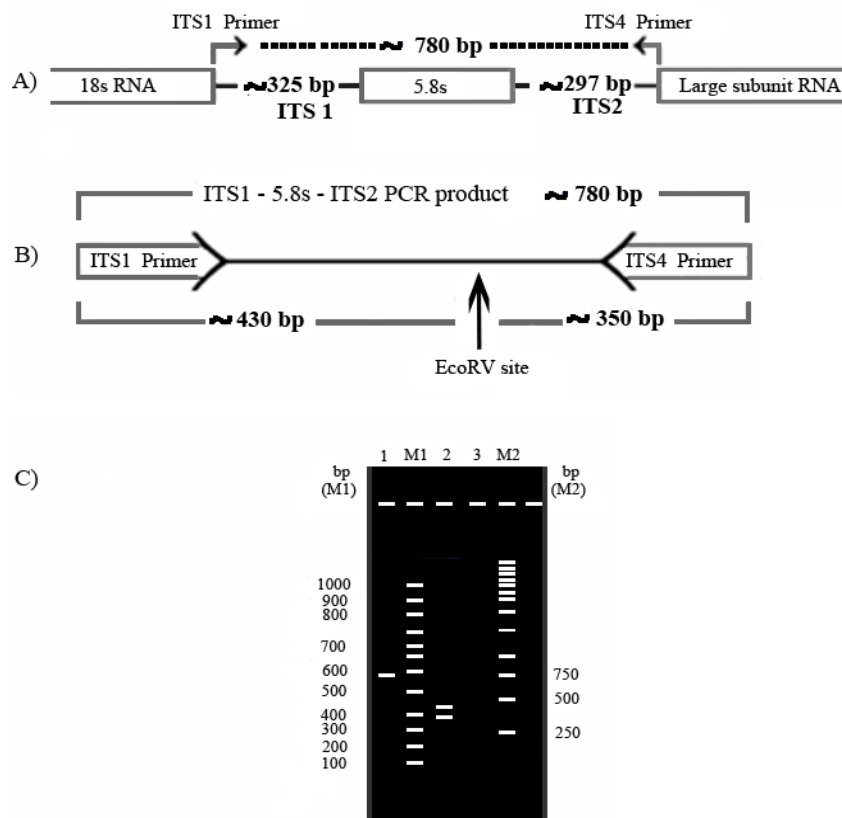 ITS1 Primer ITS4 Primer
~ 780 bp
A) 18s RNA ~325 bp 5.8s ~297 bp Large subunit RNA
ITS 1 ITS2
ITS1 - 5.8s - ITS2 PCR product ~ 780 bp
B) ITS1 Primer ITS4 Primer
~ 430 bp ~ 350 bp
EcoRV site
C) 1 M1 2 3 M2
bp bp
(M1) (M2)
1000
900
800
700
600 750
500 500
400
300 250
200
100